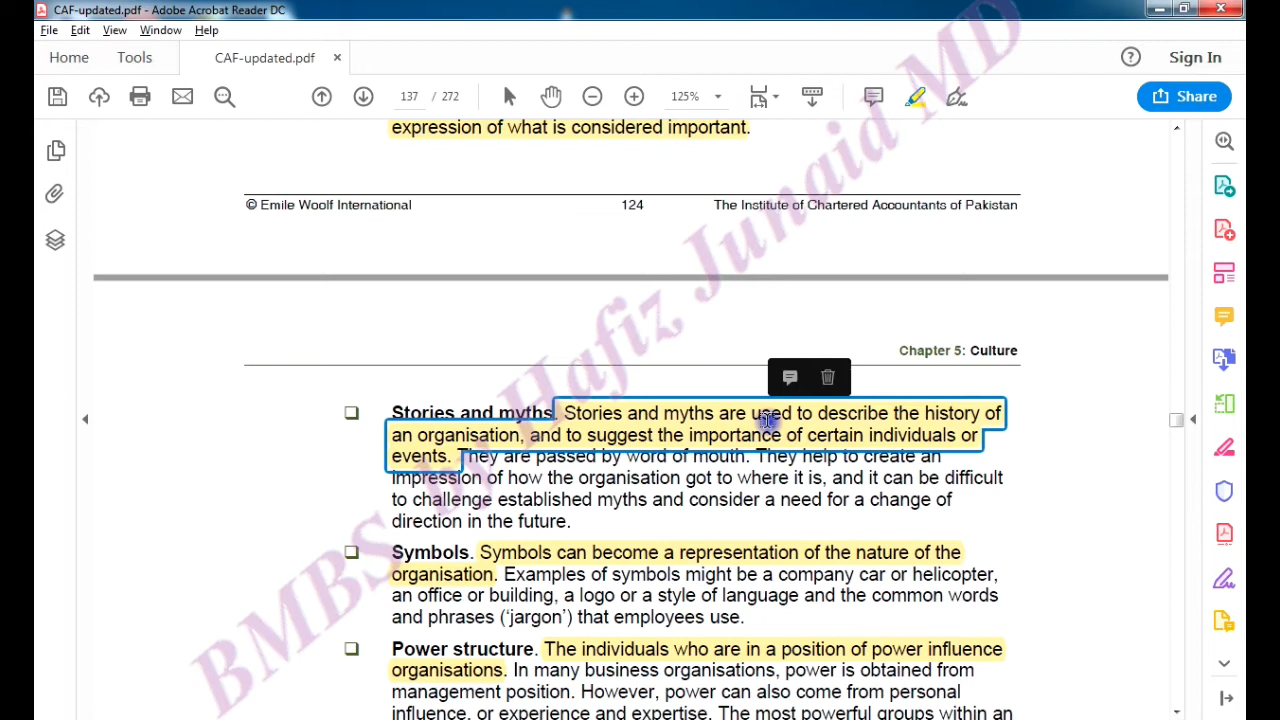 CAF-updated.pdf - Adobe Acrobat Reader DC
File Edit View Window Help
Home Tools CAF-updated.pdf × Sign In
137 / 272 125% Share
expression of what is considered important.
© Emile Woolf International 124 The Institute of Chartered Accountants of Pakistan
Chapter 5: Culture
Stories and myths. Stories and myths are used to describe the history of
an organisation, and to suggest the importance of certain individuals or
events. They are passed by word of mouth. They help to create an
impression of how the organisation got to where it is, and it can be difficult
to challenge established myths and consider a need for a change of
direction in the future.
Symbols. Symbols can become a representation of the nature of the
organisation. Examples of symbols might be a company car or helicopter,
an office or building, a logo or a style of language and the common words
and phrases (‘jargon’) that employees use.
Power structure. The individuals who are in a position of power influence
organisations. In many business organisations, power is obtained from
management position. However, power can also come from personal
influence, or experience and expertise. The most powerful groups within an
BMBS by Hafiz Junaid MD